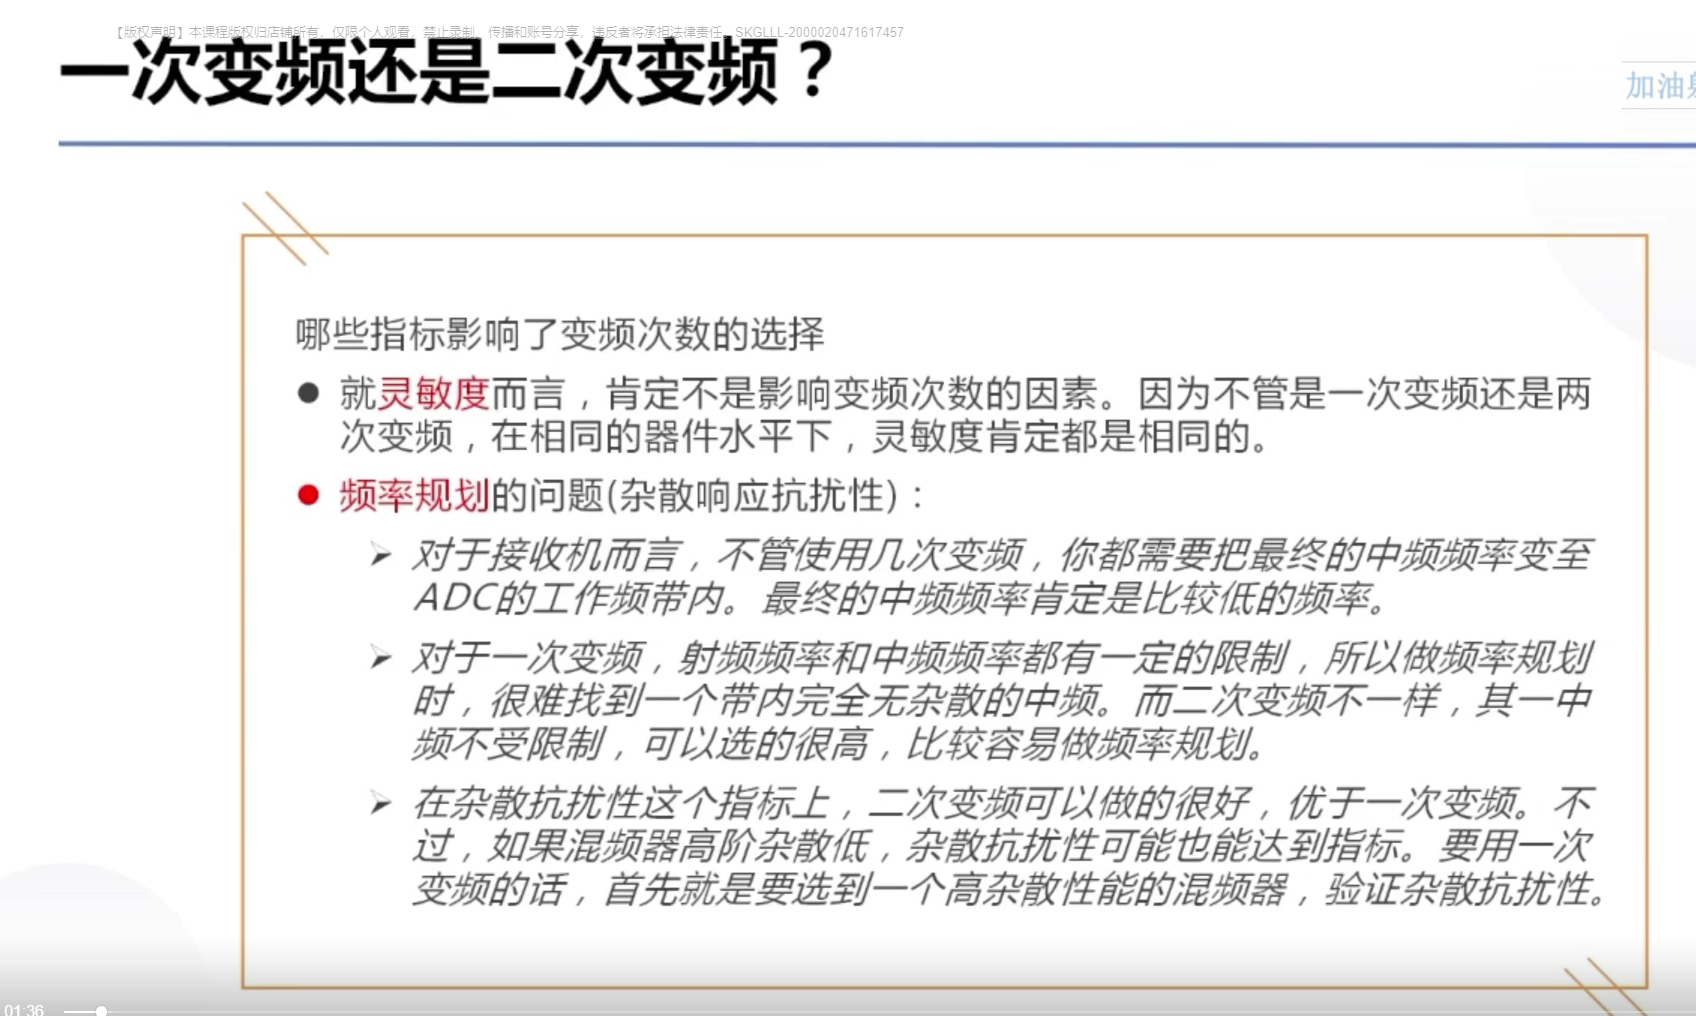 【版权声明】本课程版权归店铺所有，仅限个人观看，禁止录制、传播和账号分享，违反者将承担法律责任。SKGLLL-2000020471617457
一次变频还是二次变频？
加油
哪些指标影响了变频次数的选择
● 就灵敏度而言，肯定不是影响变频次数的因素。因为不管是一次变频还是两
次变频，在相同的器件水平下，灵敏度肯定都是相同的。
● 频率规划的问题(杂散响应抗扰性)：
➢ 对于接收机而言，不管使用几次变频，你都需要把最终的中频频率变至
ADC的工作频带内。最终的中频频率肯定是比较低的频率。
➢ 对于一次变频，射频频率和中频频率都有一定的限制，所以做频率规划
时，很难找到一个带内完全无杂散的中频。而二次变频不一样，其一中
频不受限制，可以选的很高，比较容易做频率规划。
➢ 在杂散抗扰性这个指标上，二次变频可以做的很好，优于一次变频。不
过，如果混频器高阶杂散低，杂散抗扰性可能也能达到指标。要用一次
变频的话，首先就是要选到一个高杂散性能的混频器，验证杂散抗扰性。
01:36